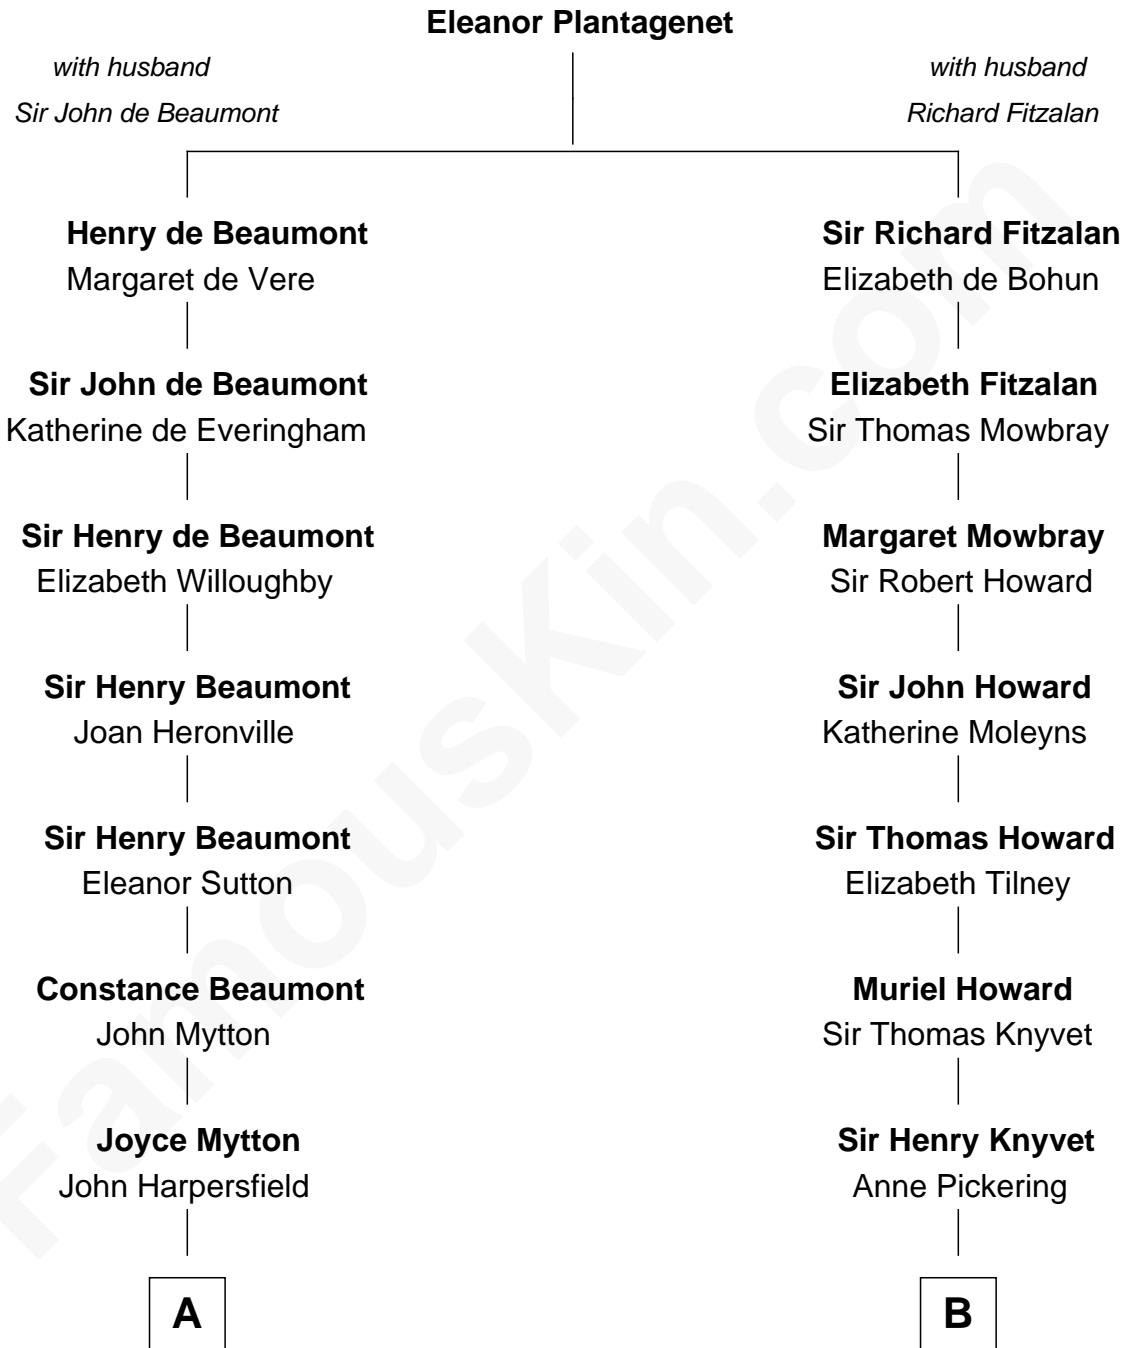 Eleanor Plantagenet
with husband
Sir John de Beaumont
with husband
Richard Fitzalan
Henry de Beaumont
Margaret de Vere
Sir Richard Fitzalan
Elizabeth de Bohun
Sir John de Beaumont
Katherine de Everingham
Elizabeth Fitzalan
Sir Thomas Mowbray
Sir Henry de Beaumont
Elizabeth Willoughby
Margaret Mowbray
Sir Robert Howard
Sir Henry Beaumont
Joan Heronville
Sir John Howard
Katherine Moleyns
Sir Henry Beaumont
Eleanor Sutton
Sir Thomas Howard
Elizabeth Tilney
Constance Beaumont
John Mytton
Muriel Howard
Sir Thomas Knyvet
Joyce Mytton
John Harpersfield
Sir Henry Knyvet
Anne Pickering
A
B
FamousKin.com